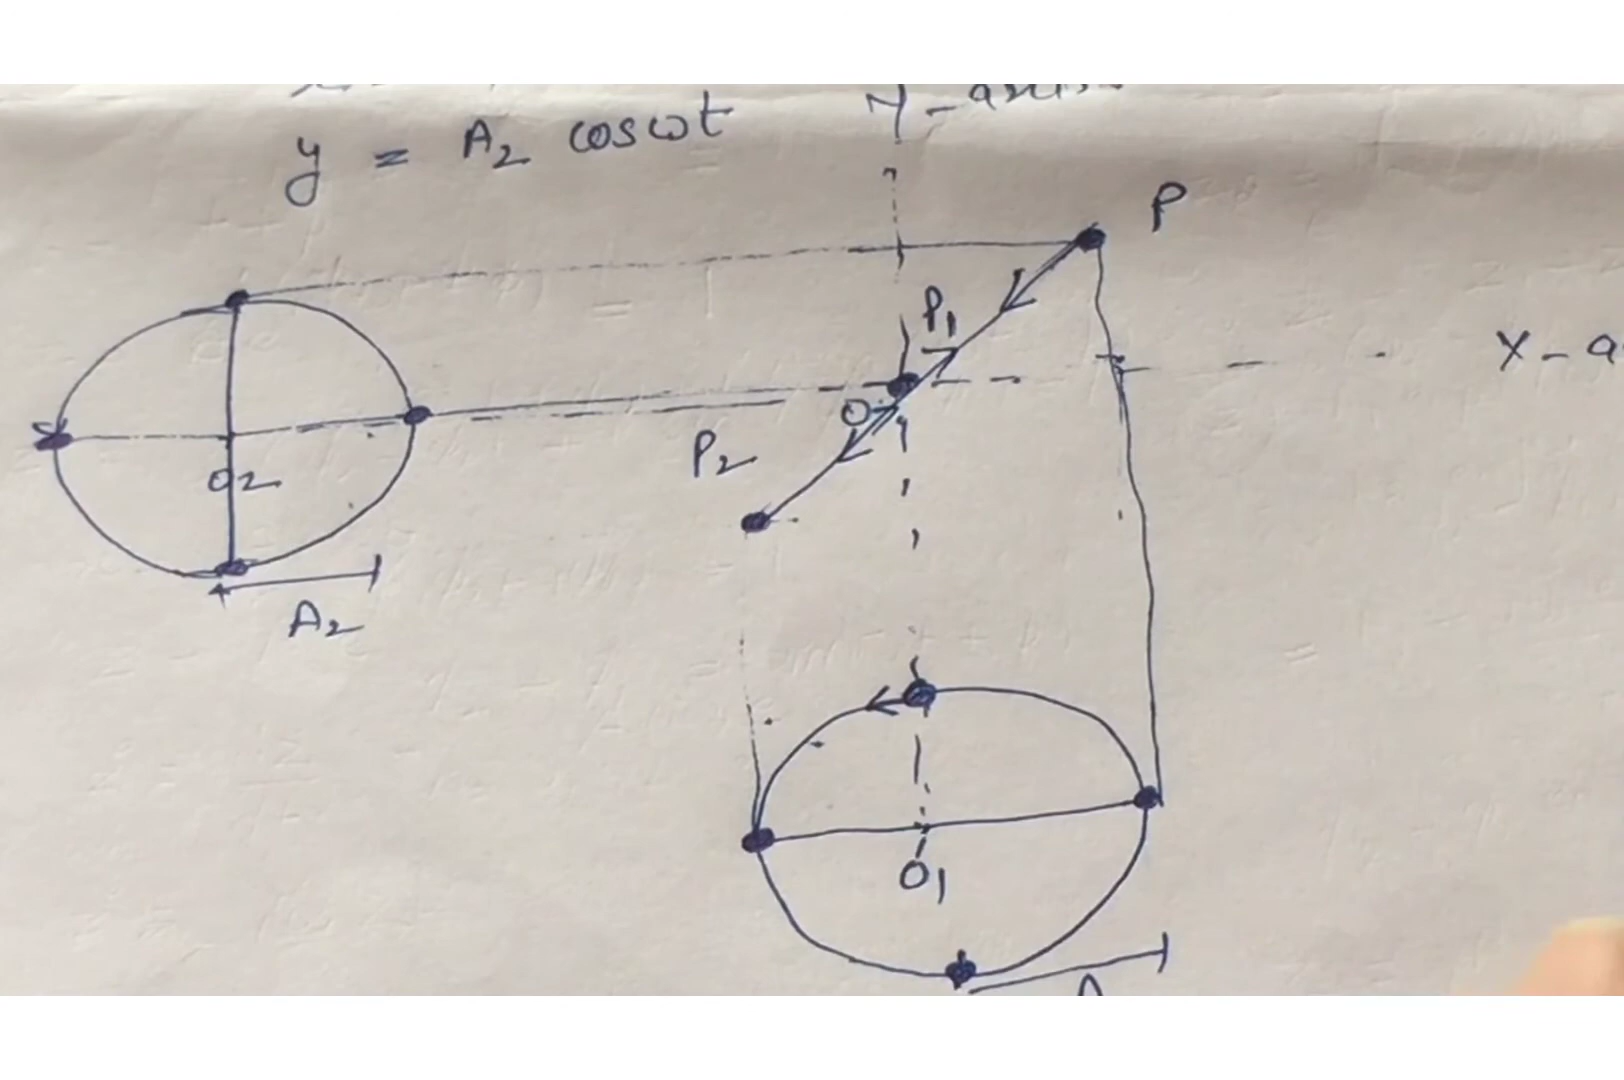 y = A₂ cosωt
P
P₁
X - a
O
P₂
O₂
A₂
O₁